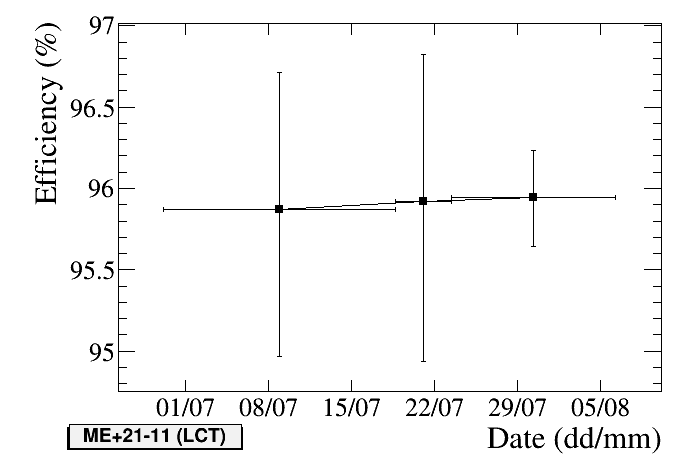 Efficiency (%)
97
96.5
96
95.5
95
01/07 08/07 15/07 22/07 29/07 05/08
Date (dd/mm)
ME+21-11 (LCT)